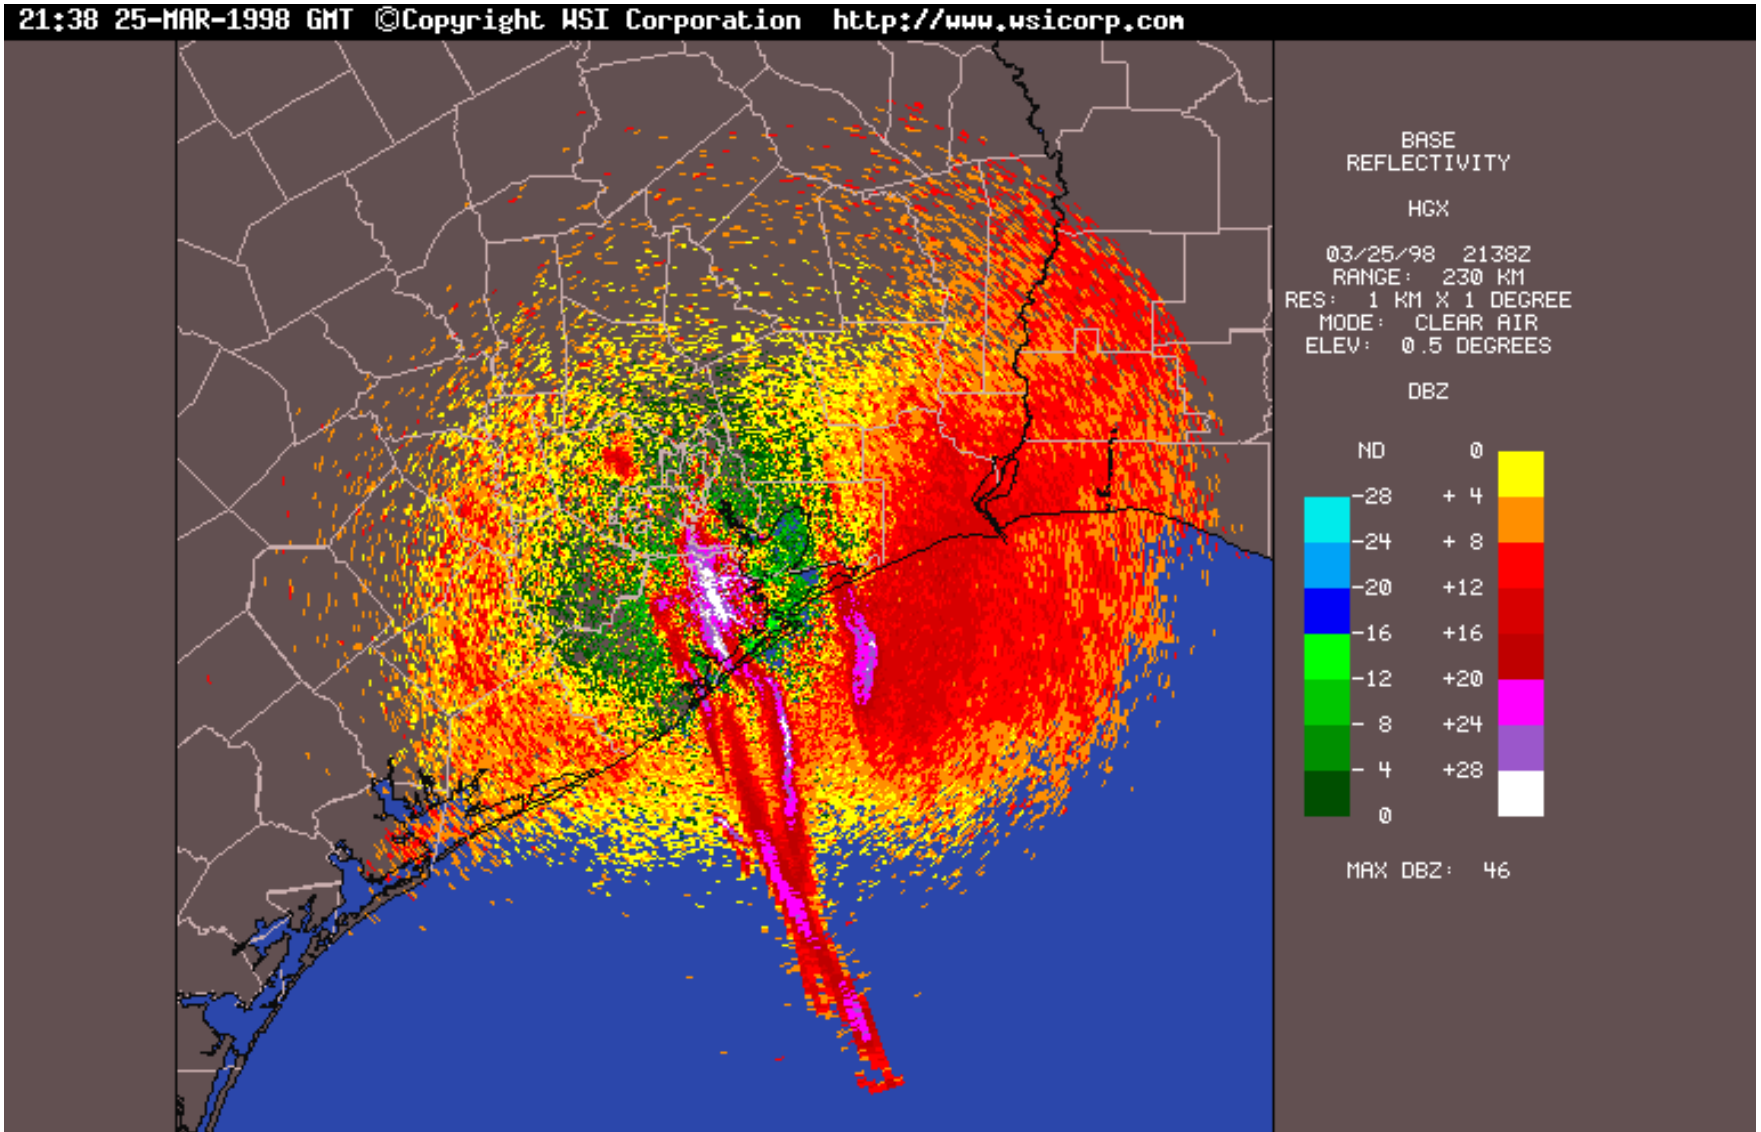 21:38 25-MAR-1998 GMT ©Copyright WSI Corporation http://www.wsicorp.com
BASE
REFLECTIVITY
HGX
03/25/98 2138Z
RANGE: 230 KM
RES: 1 KM X 1 DEGREE
MODE: CLEAR AIR
ELEV: 0.5 DEGREES
DBZ
ND 0
-28 + 4
-24 + 8
-20 +12
-16 +16
-12 +20
- 8 +24
- 4 +28
0
MAX DBZ: 46